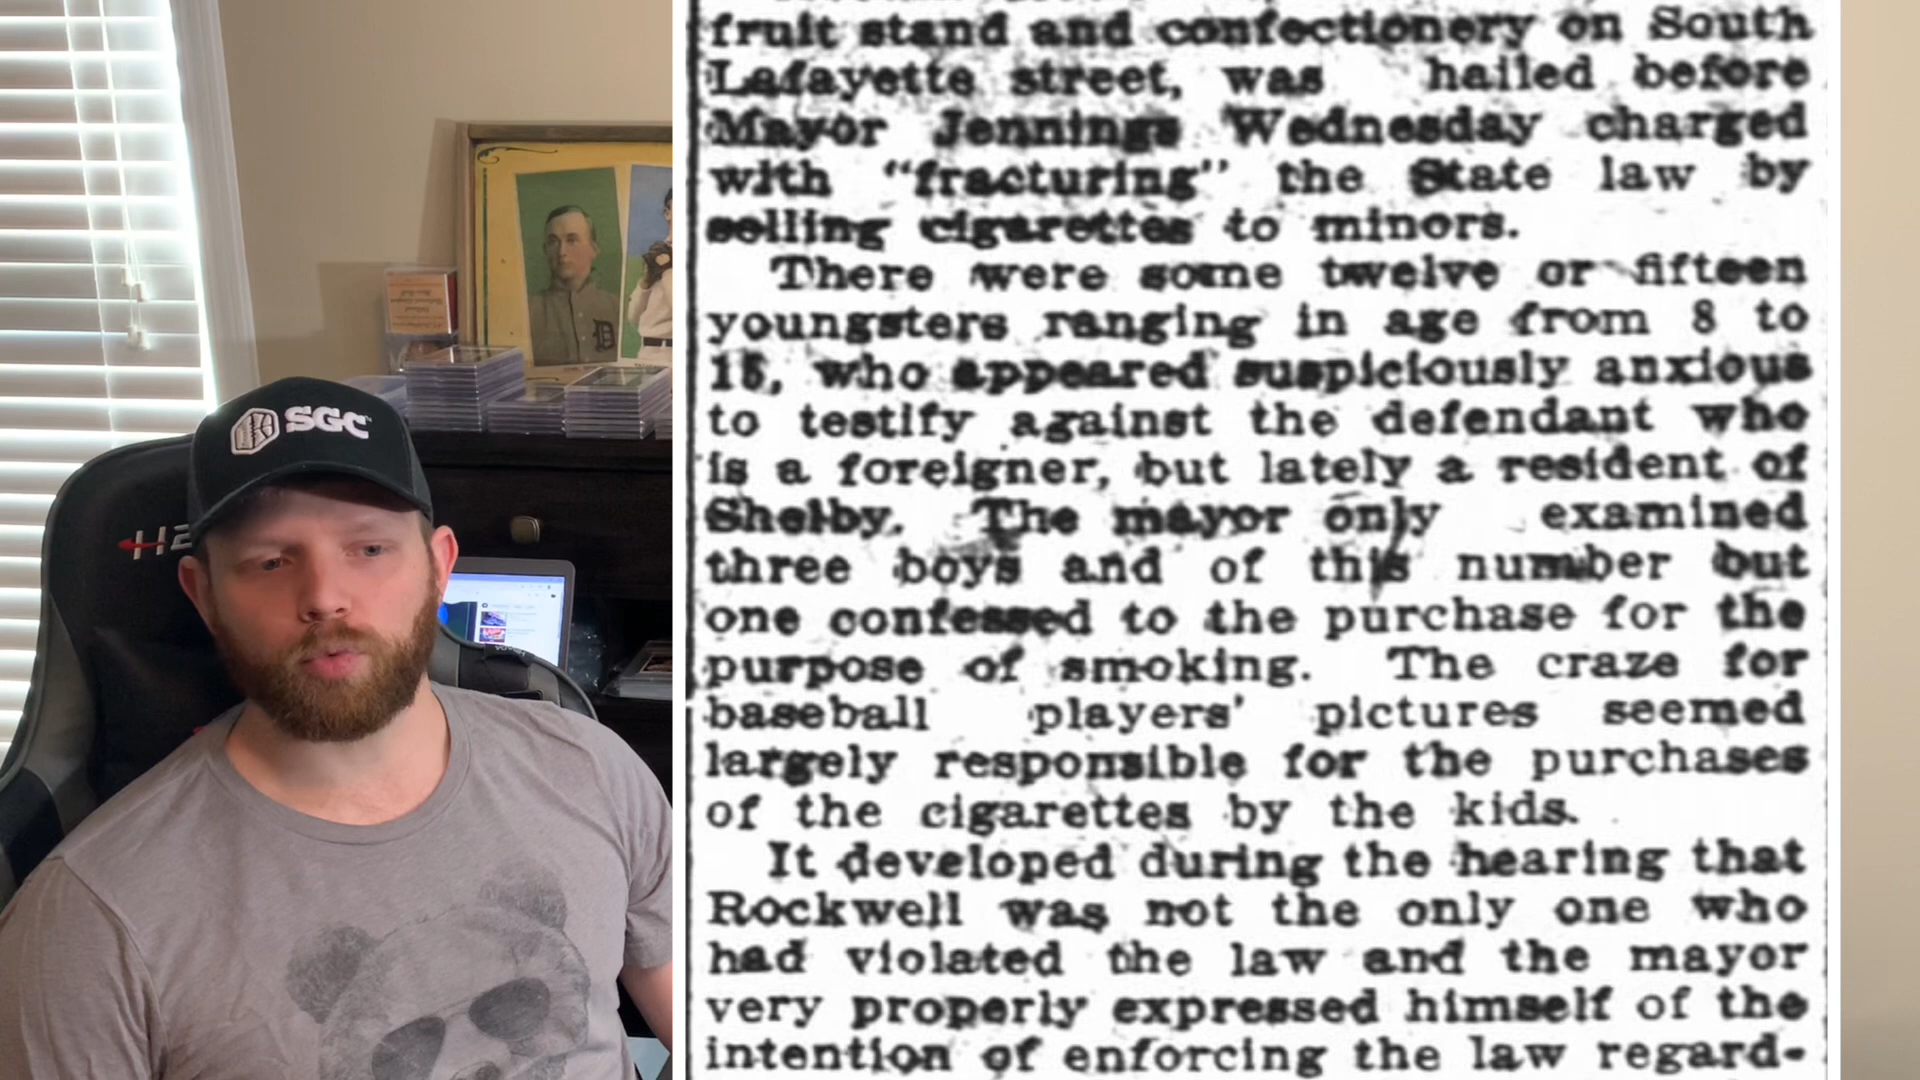 SGC
fruit stand and confectionery on South
Lafayette street, was hailed before
Mayor Jennings Wednesday charged
with “fracturing” the State law by
selling cigarettes to minors.
There were some twelve or fifteen
youngsters ranging in age from 8 to
15, who appeared suspiciously anxious
to testify against the defendant who
is a foreigner, but lately a resident of
Shelby. The mayor only examined
three boys and of this number but
one confessed to the purchase for the
purpose of smoking. The craze for
baseball players’ pictures seemed
largely responsible for the purchases
of the cigarettes by the kids.
It developed during the hearing that
Rockwell was not the only one who
had violated the law and the mayor
very properly expressed himself of the
intention of enforcing the law regard-